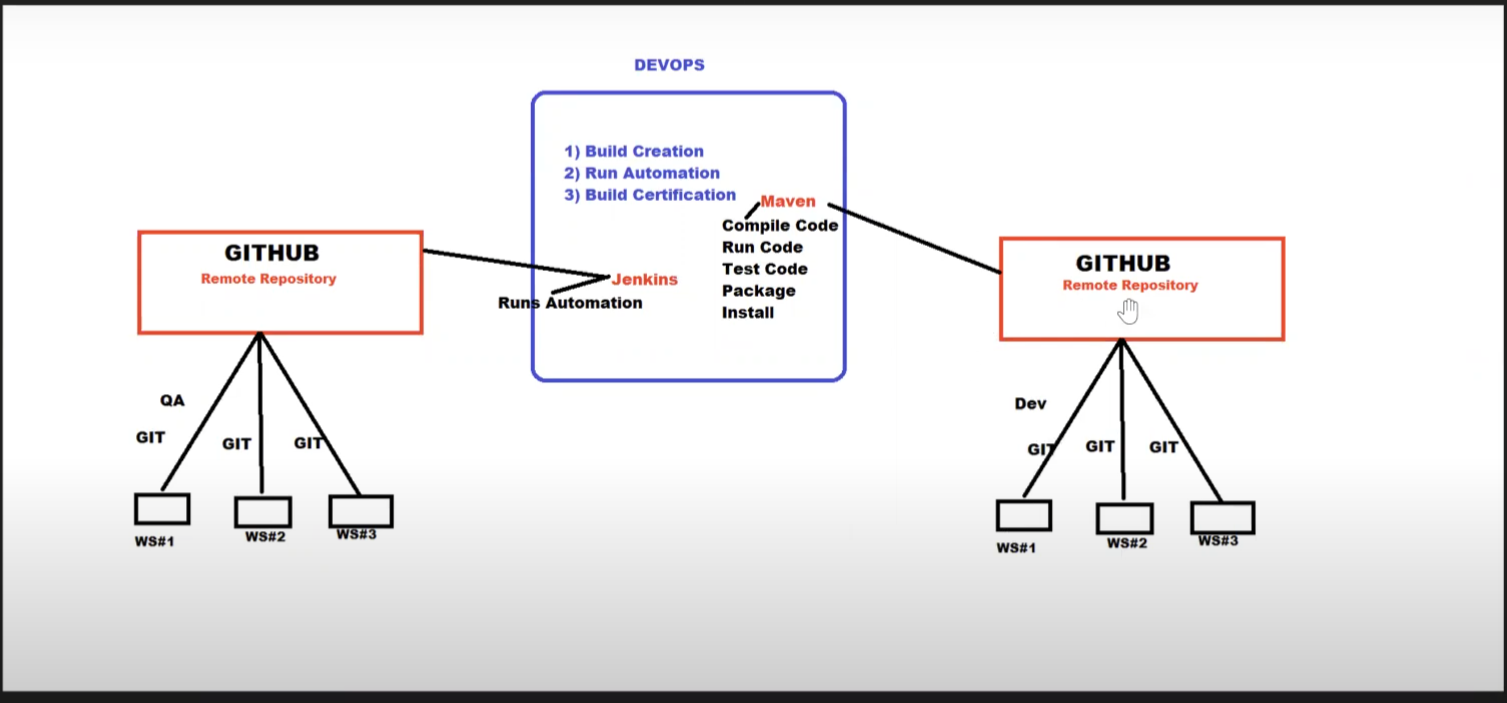 DEVOPS
1) Build Creation
2) Run Automation
3) Build Certification
Maven
Compile Code
Run Code
Test Code
Package
Install
Jenkins
Runs Automation
GITHUB
Remote Repository
QA
GIT
GIT
GIT
WS#1
WS#2
WS#3
GITHUB
Remote Repository
Dev
GIT
GIT
GIT
WS#1
WS#2
WS#3